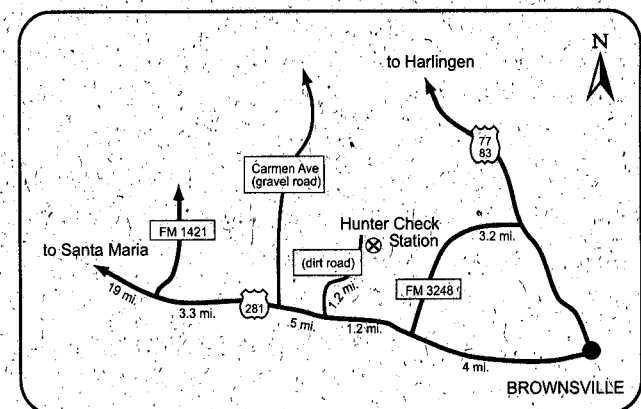 N
to Harlingen
77
83
Carmen Ave
(gravel road)
Hunter Check
Station
3.2 mi.
FM 1421
to Santa Maria
(dirt road)
1.2 mi.
FM 3248
19 mi.
3.3 mi.
281
.5 mi.
1.2 mi.
4 mi.
BROWNSVILLE